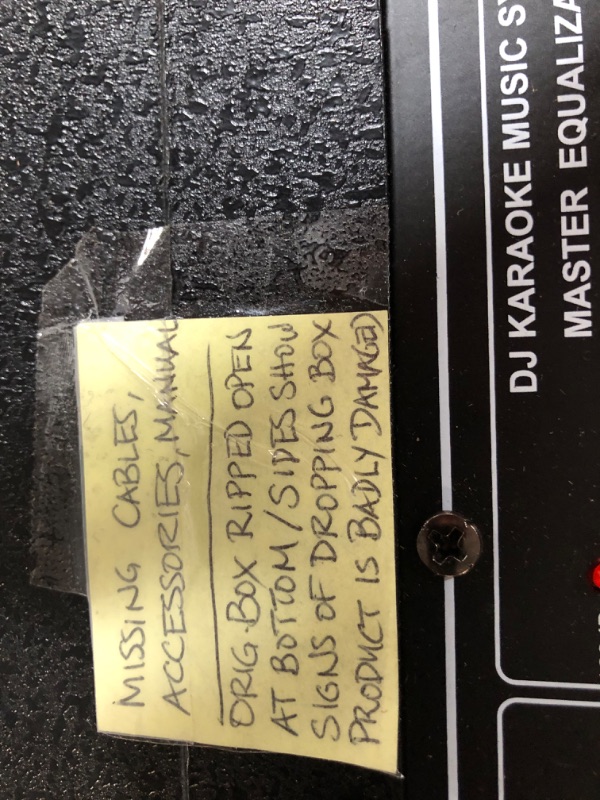 MISSING CABLES,
ACCESSORIES, MANUAL
ORIG. BOX RIPPED OPEN
AT BOTTOM/SIDES SHOW
SIGNS OF DROPPING BOX
PRODUCT IS BADLY DAMAGED
DJ KARAOKE MUSIC SY
MASTER EQUALIZA